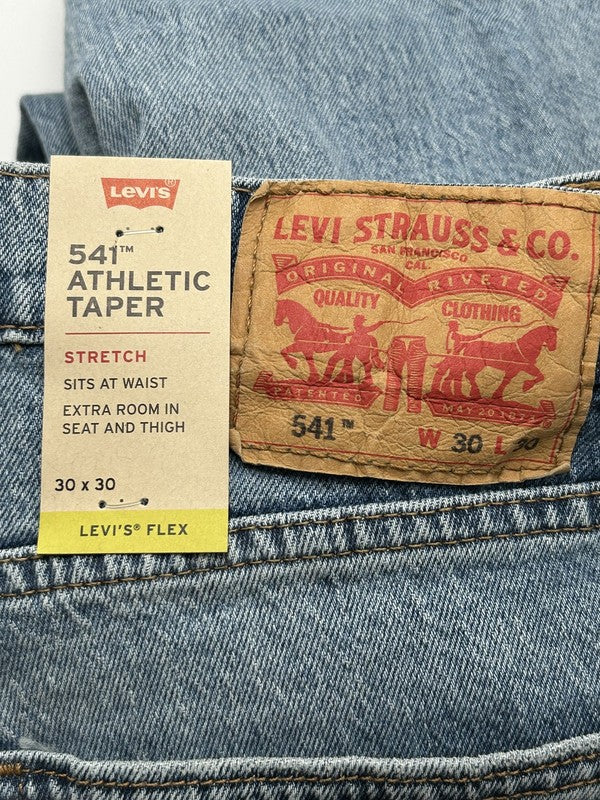 Levi's®
541™
ATHLETIC
TAPER
STRETCH
SITS AT WAIST
EXTRA ROOM IN
SEAT AND THIGH
30 x 30
LEVI'S® FLEX
LEVI STRAUSS & CO.
SAN FRANCISCO
CAL.
ORIGINAL RIVETED
QUALITY CLOTHING
PATENTED MAY 20 1873
541™ W 30 L 30